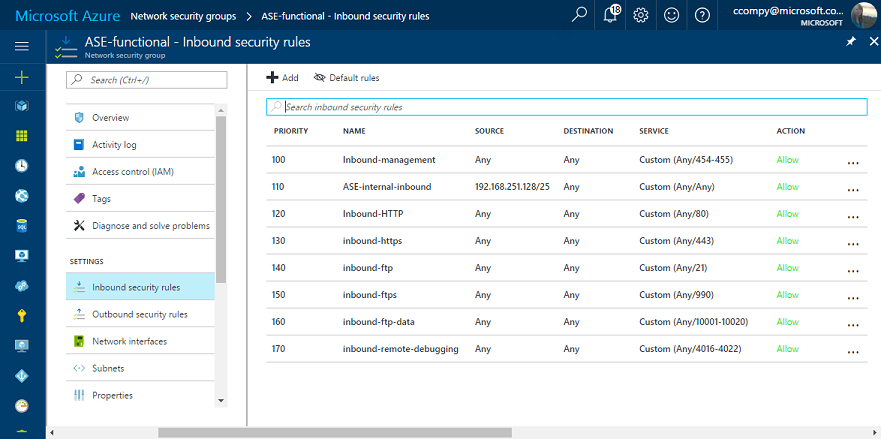 Microsoft Azure Network security groups > ASE-functional - Inbound security rules 18 ccompy@microsoft.co...
MICROSOFT
ASE-functional - Inbound security rules
Network security group
Search (Ctrl+/)
Overview
Activity log
Access control (IAM)
Tags
Diagnose and solve problems
SETTINGS
Inbound security rules
Outbound security rules
Network interfaces
Subnets
Properties
Add Default rules
Search inbound security rules
PRIORITY NAME SOURCE DESTINATION SERVICE ACTION
100 Inbound-management Any Any Custom (Any/454-455) Allow ...
110 ASE-internal-inbound 192.168.251.128/25 Any Custom (Any/Any) Allow ...
120 Inbound-HTTP Any Any Custom (Any/80) Allow ...
130 inbound-https Any Any Custom (Any/443) Allow ...
140 inbound-ftp Any Any Custom (Any/21) Allow ...
150 inbound-ftps Any Any Custom (Any/990) Allow ...
160 inbound-ftp-data Any Any Custom (Any/10001-10020) Allow ...
170 inbound-remote-debugging Any Any Custom (Any/4016-4022) Allow ...
SQL